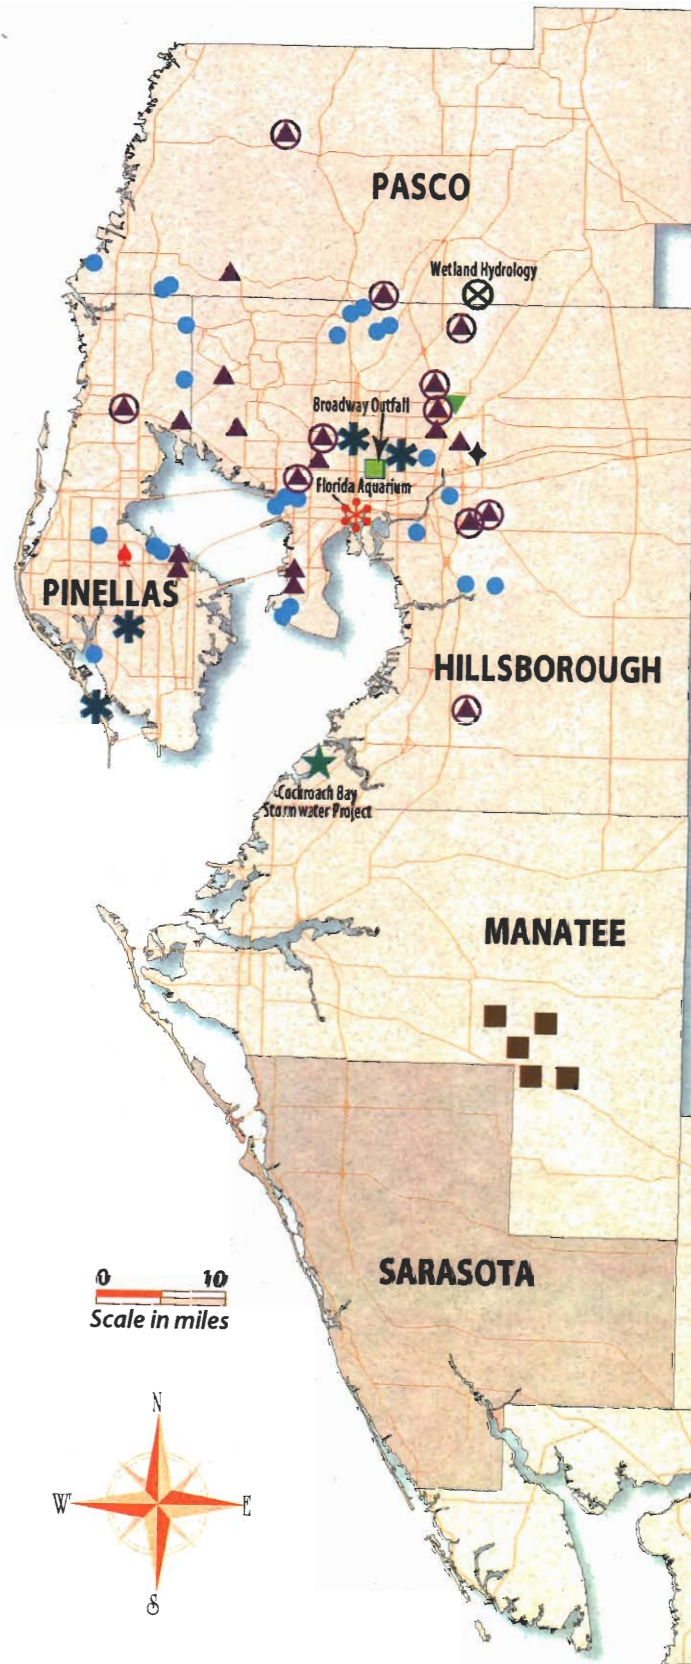 PASCO
Wetland Hydrology
Broadway Outfall
Florida Aquarium
PINELLAS
HILLSBOROUGH
Cockroach Bay
Stormwater Project
MANATEE
SARASOTA
0 10
Scale in miles
N
W E
S